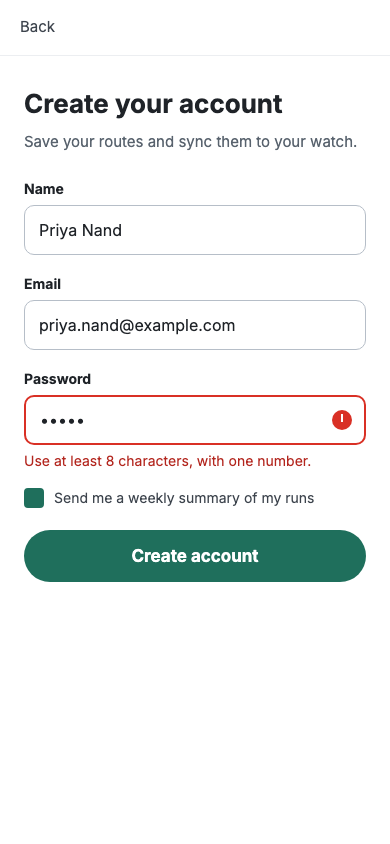 Back
Create your account
Save your routes and sync them to your watch.
Name
Priya Nand
Email
priya.nand@example.com
Password
•••••
Use at least 8 characters, with one number.
Send me a weekly summary of my runs
Create account